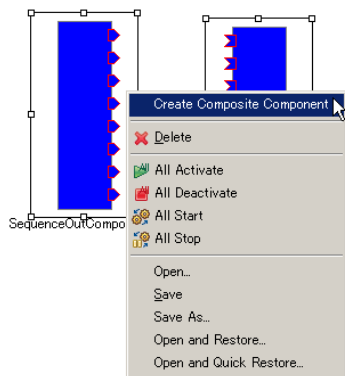 Create Composite Component
Delete
All Activate
All Deactivate
All Start
All Stop
SequenceOutCompo
Open...
Save
Save As...
Open and Restore...
Open and Quick Restore...